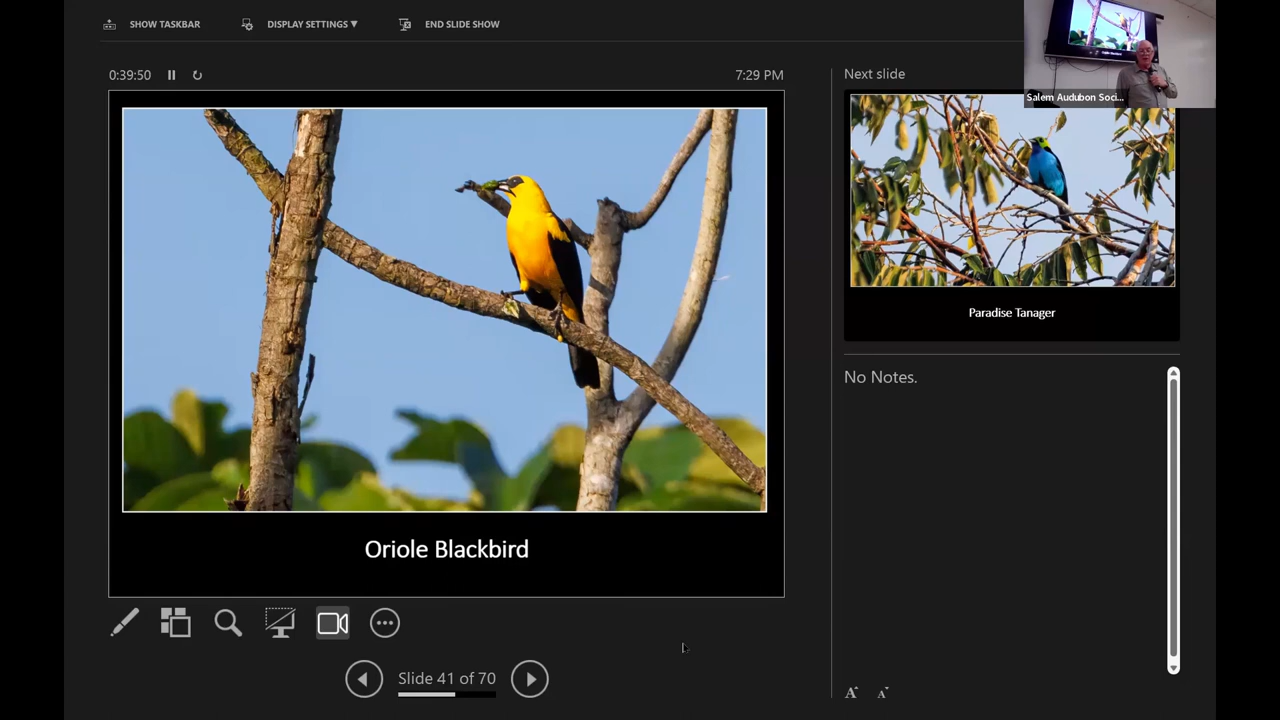 SHOW TASKBAR
DISPLAY SETTINGS ▼
END SLIDE SHOW
0:39:50
7:29 PM
Next slide
Salem Audubon Soci...
Paradise Tanager
No Notes.
Oriole Blackbird
Slide 41 of 70
A A